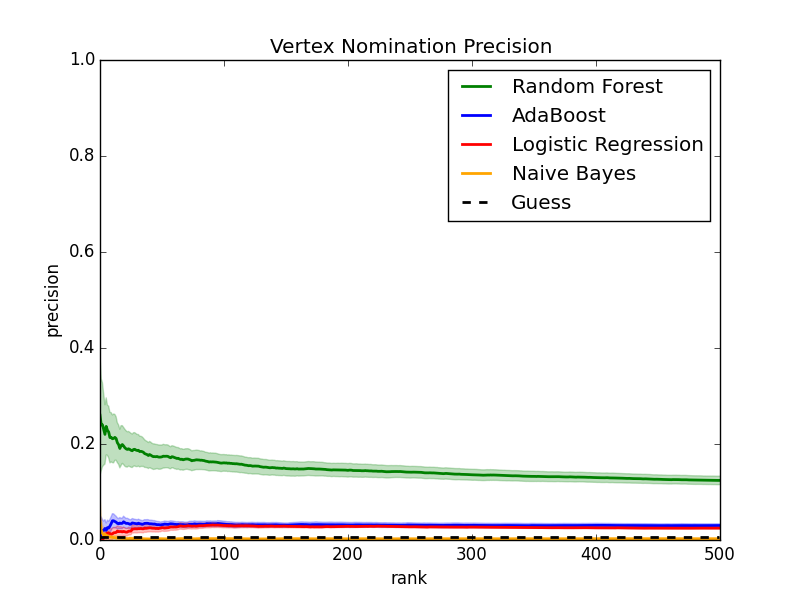 Vertex Nomination Precision
1.0
0.8
0.6
0.4
0.2
0.0
precision
Random Forest
AdaBoost
Logistic Regression
Naive Bayes
Guess
0
100
200
300
400
500
rank